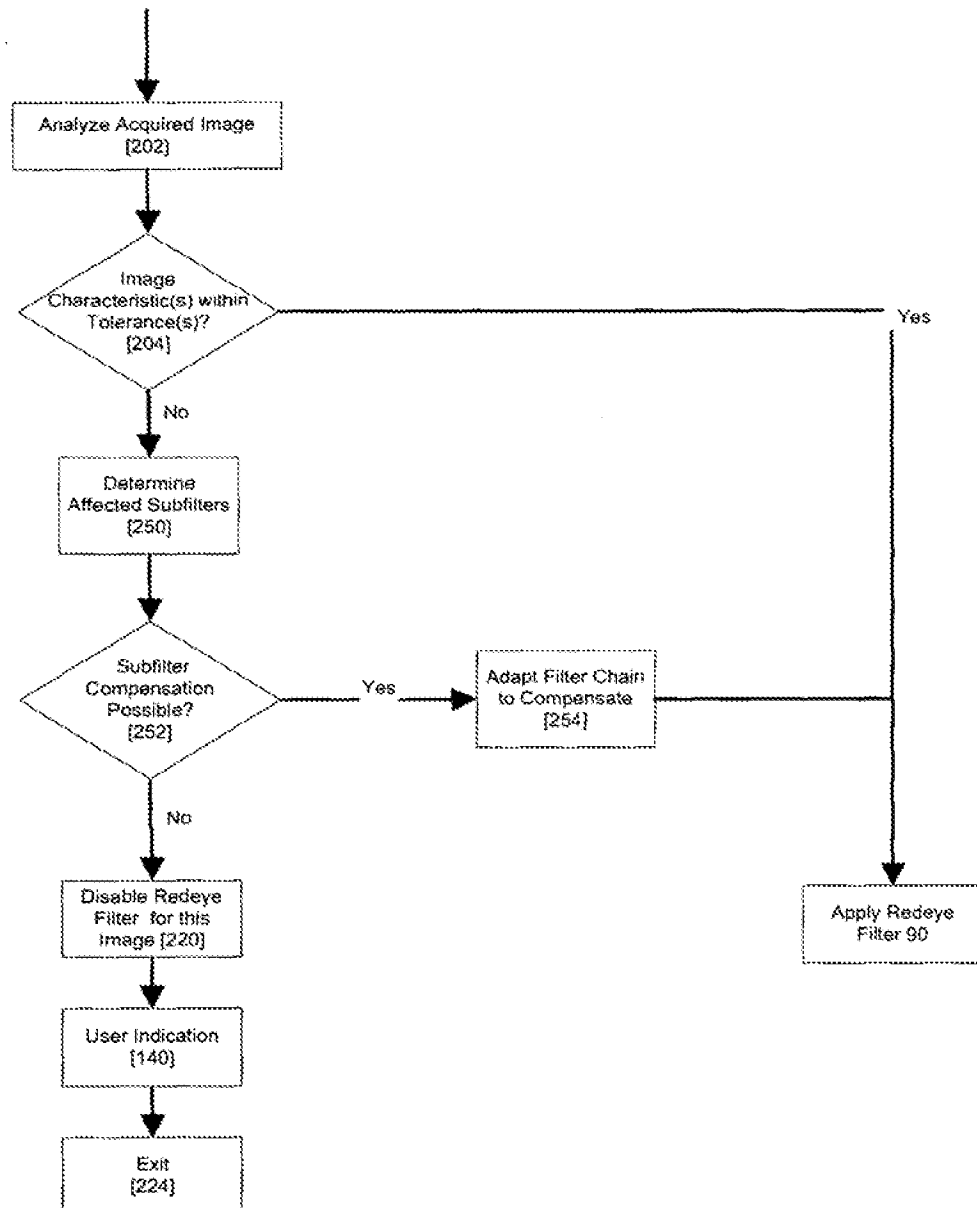 Analyze Acquired Image
[202]
Image
Characteristic(s) within
Tolerance(s)?
[204]
Yes
No
Determine
Affected Subfilters
[250]
Subfilter
Compensation
Possible?
[252]
Yes
Adapt Filter Chain
to Compensate
[254]
No
Disable Redeye
Filter for this
Image [220]
Apply Redeye
Filter 90
User Indication
[140]
Exit
[224]